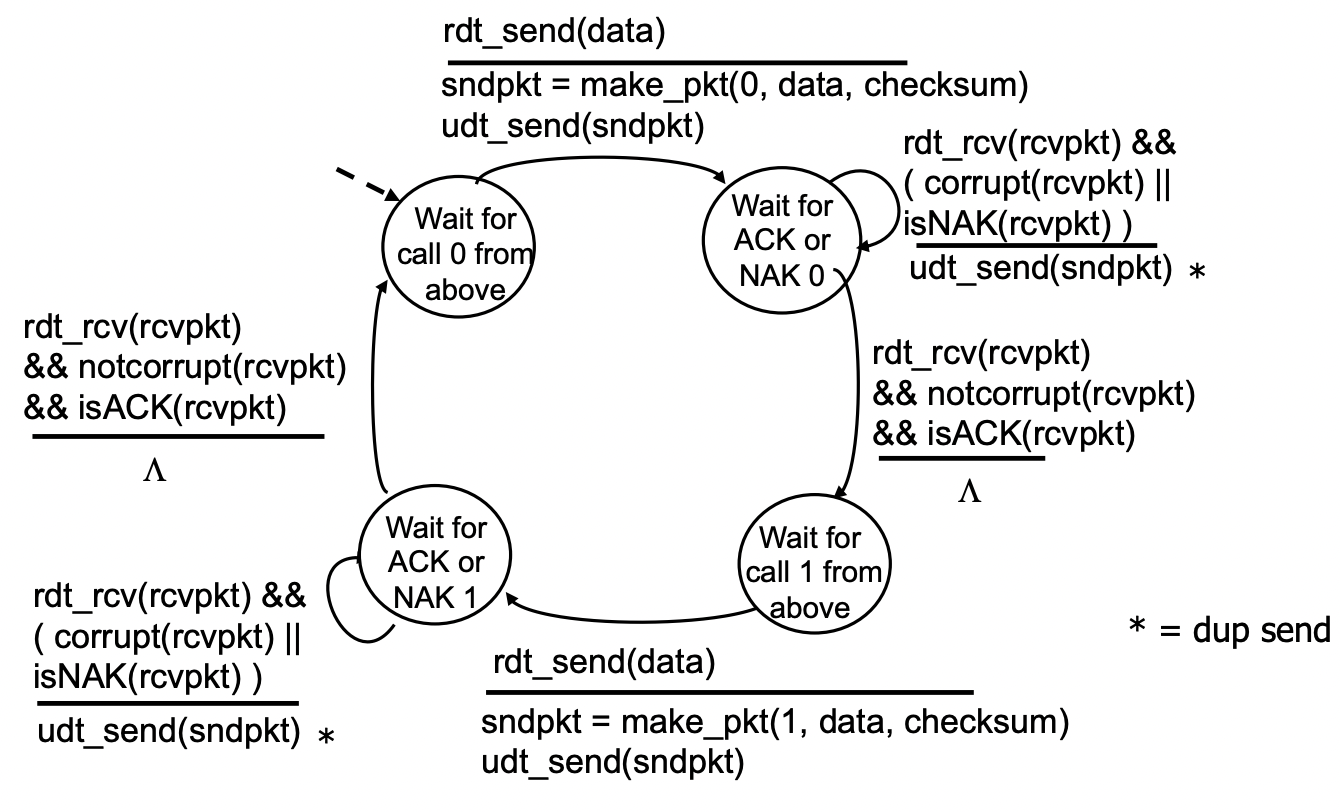 rdt_send(data)
sndpkt = make_pkt(0, data, checksum)
udt_send(sndpkt)
rdt_rcv(rcvpkt) &&
( corrupt(rcvpkt) ||
isNAK(rcvpkt) )
udt_send(sndpkt) *
Wait for
call 0 from
above
Wait for
ACK or
NAK 0
rdt_rcv(rcvpkt)
&& notcorrupt(rcvpkt)
&& isACK(rcvpkt)
Λ
rdt_rcv(rcvpkt)
&& notcorrupt(rcvpkt)
&& isACK(rcvpkt)
Λ
Wait for
ACK or
NAK 1
Wait for
call 1 from
above
rdt_rcv(rcvpkt) &&
( corrupt(rcvpkt) ||
isNAK(rcvpkt) )
udt_send(sndpkt) *
rdt_send(data)
sndpkt = make_pkt(1, data, checksum)
udt_send(sndpkt)
* = dup send